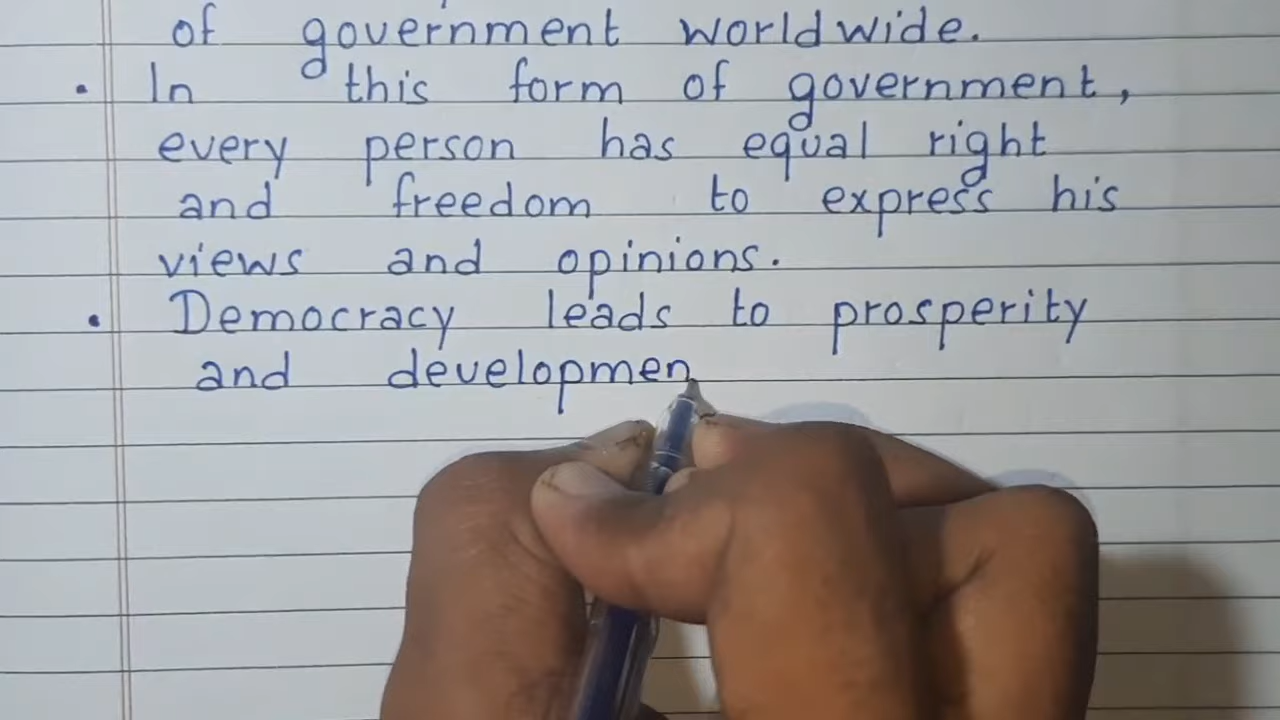 of government worldwide.
• In this form of government,
every person has equal right
and freedom to express his
views and opinions.
• Democracy leads to prosperity
and developmen